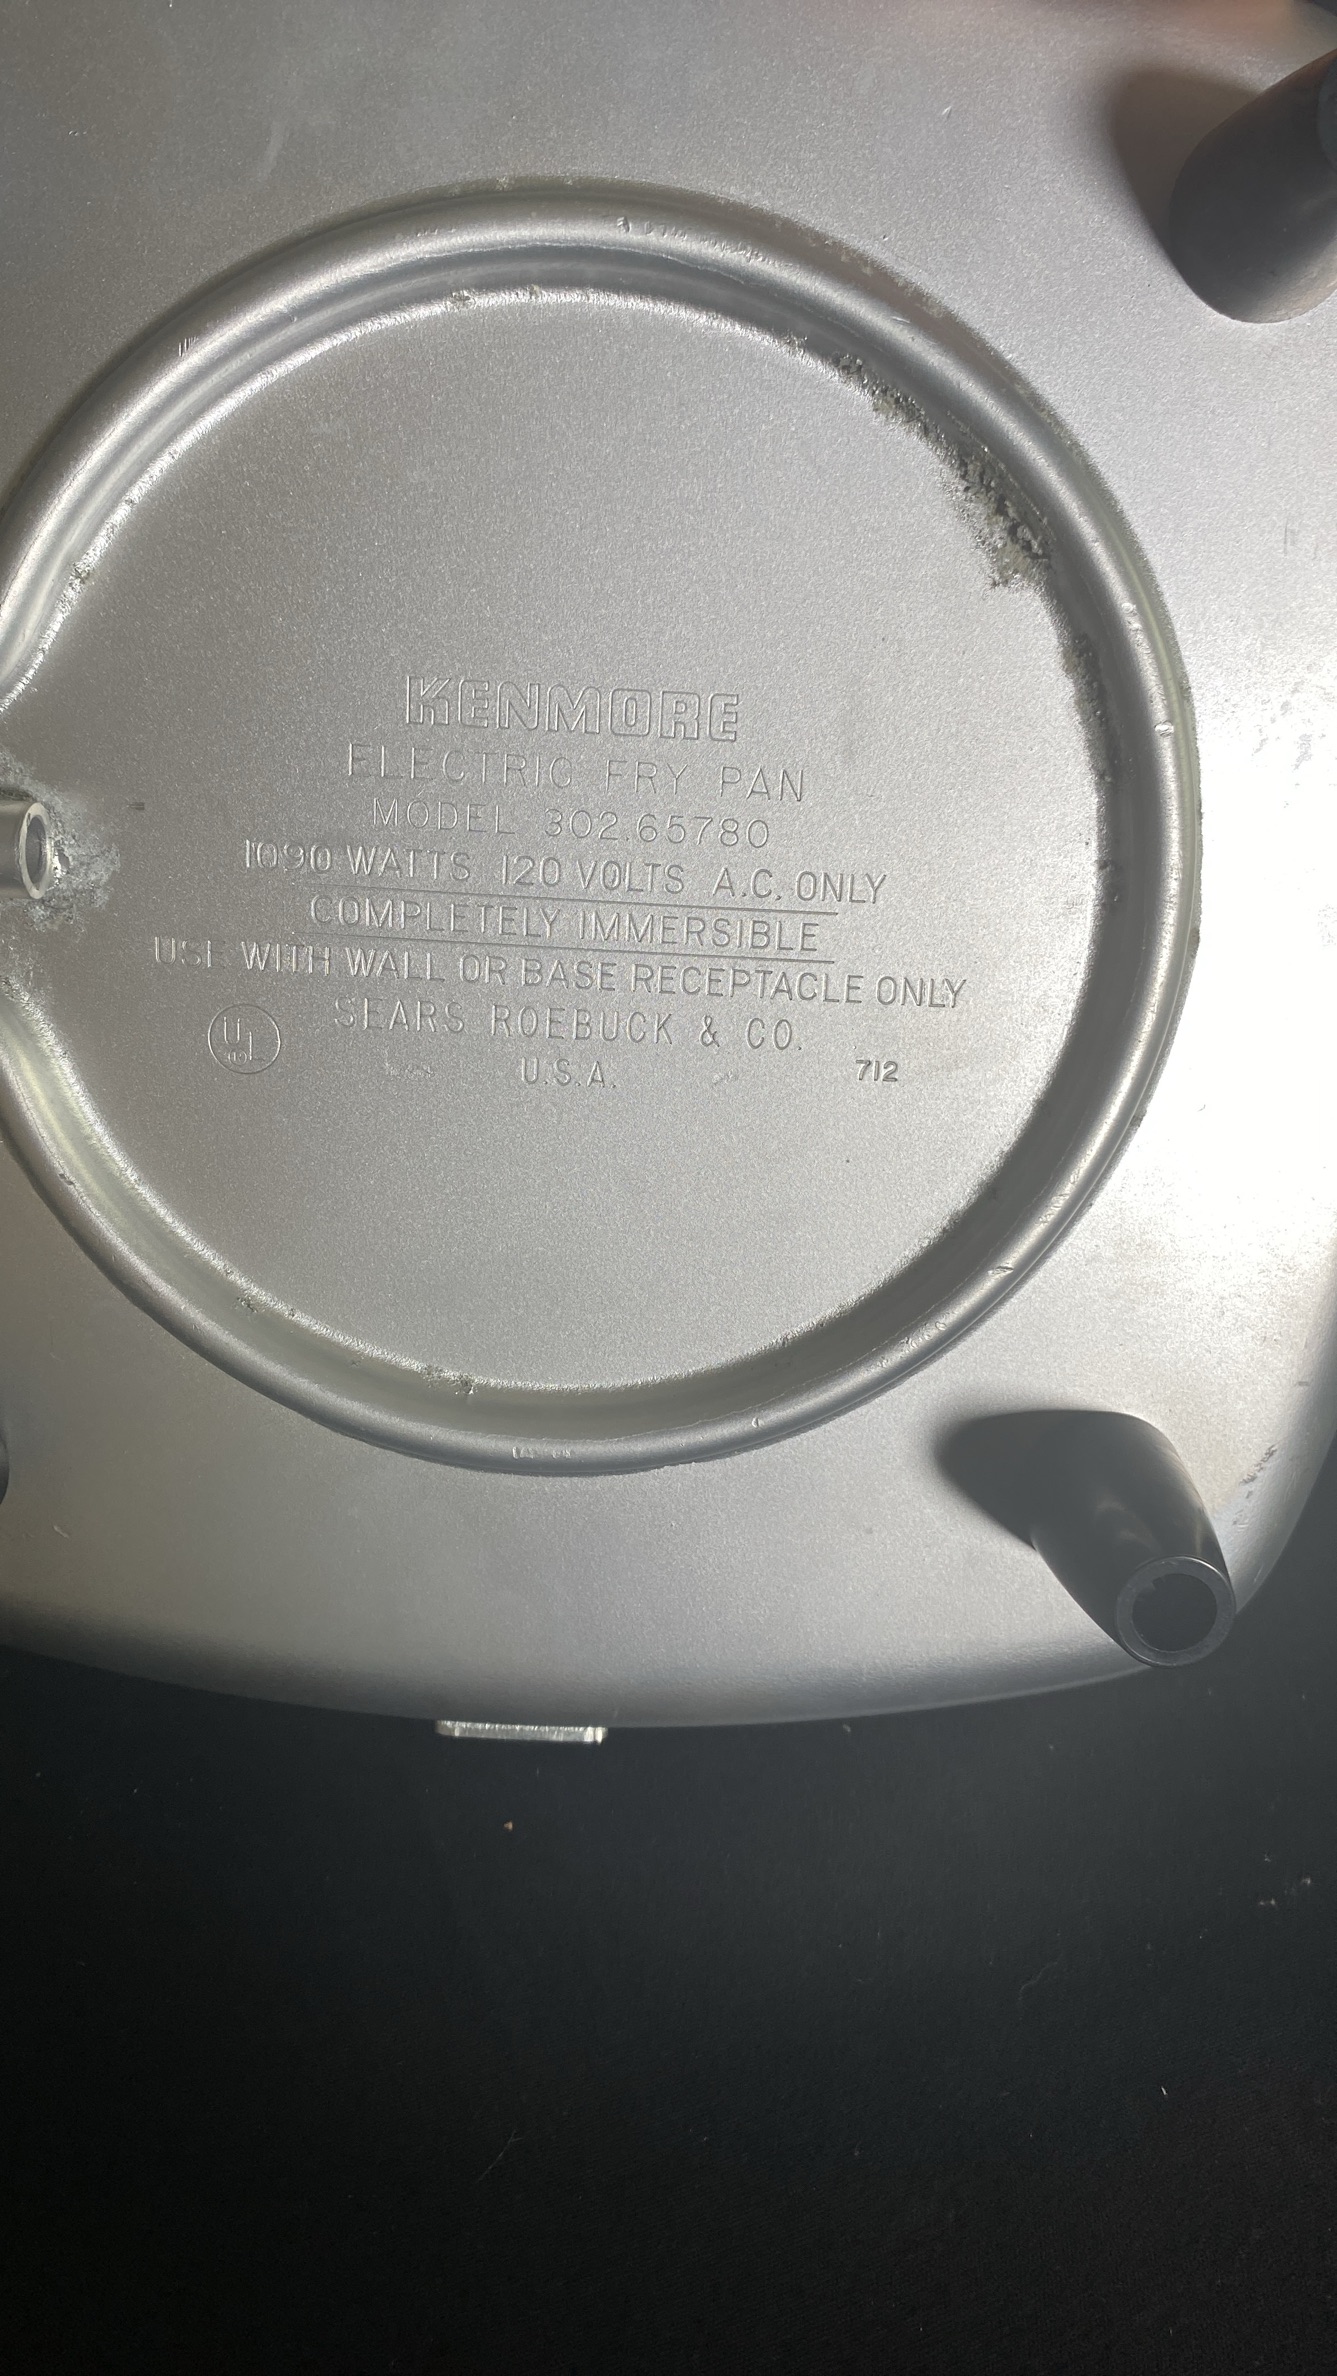 KENMORE
ELECTRIC FRY PAN
MODEL 302.65780
1090 WATTS 120 VOLTS A.C. ONLY
COMPLETELY IMMERSIBLE
USE WITH WALL OR BASE RECEPTACLE ONLY
SEARS ROEBUCK & CO.
UL
U.S.A.
712